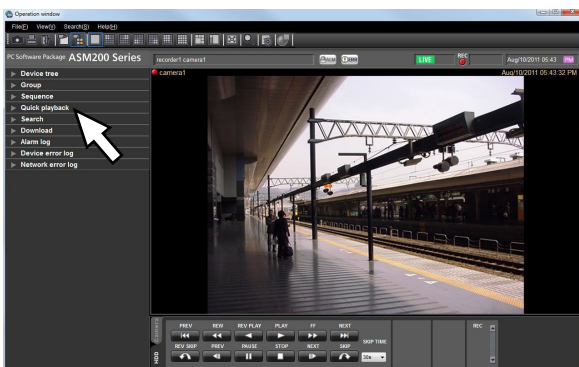 Operation window
File(F) View(V) Search(S) Help(H)
PC Software Package ASM200 Series
recorder1 camera1
ALM
ERR
LIVE
REC
Aug/10/2011 05:43 PM
Device tree
Group
Sequence
Quick playback
Search
Download
Alarm log
Device error log
Network error log
camera1
Aug/10/2011 05:43:32 PM
Camera
HDD
PREV REW REV PLAY PLAY FF NEXT
REV SKIP PREV PAUSE STOP NEXT SKIP
SKIP TIME
30s
REC